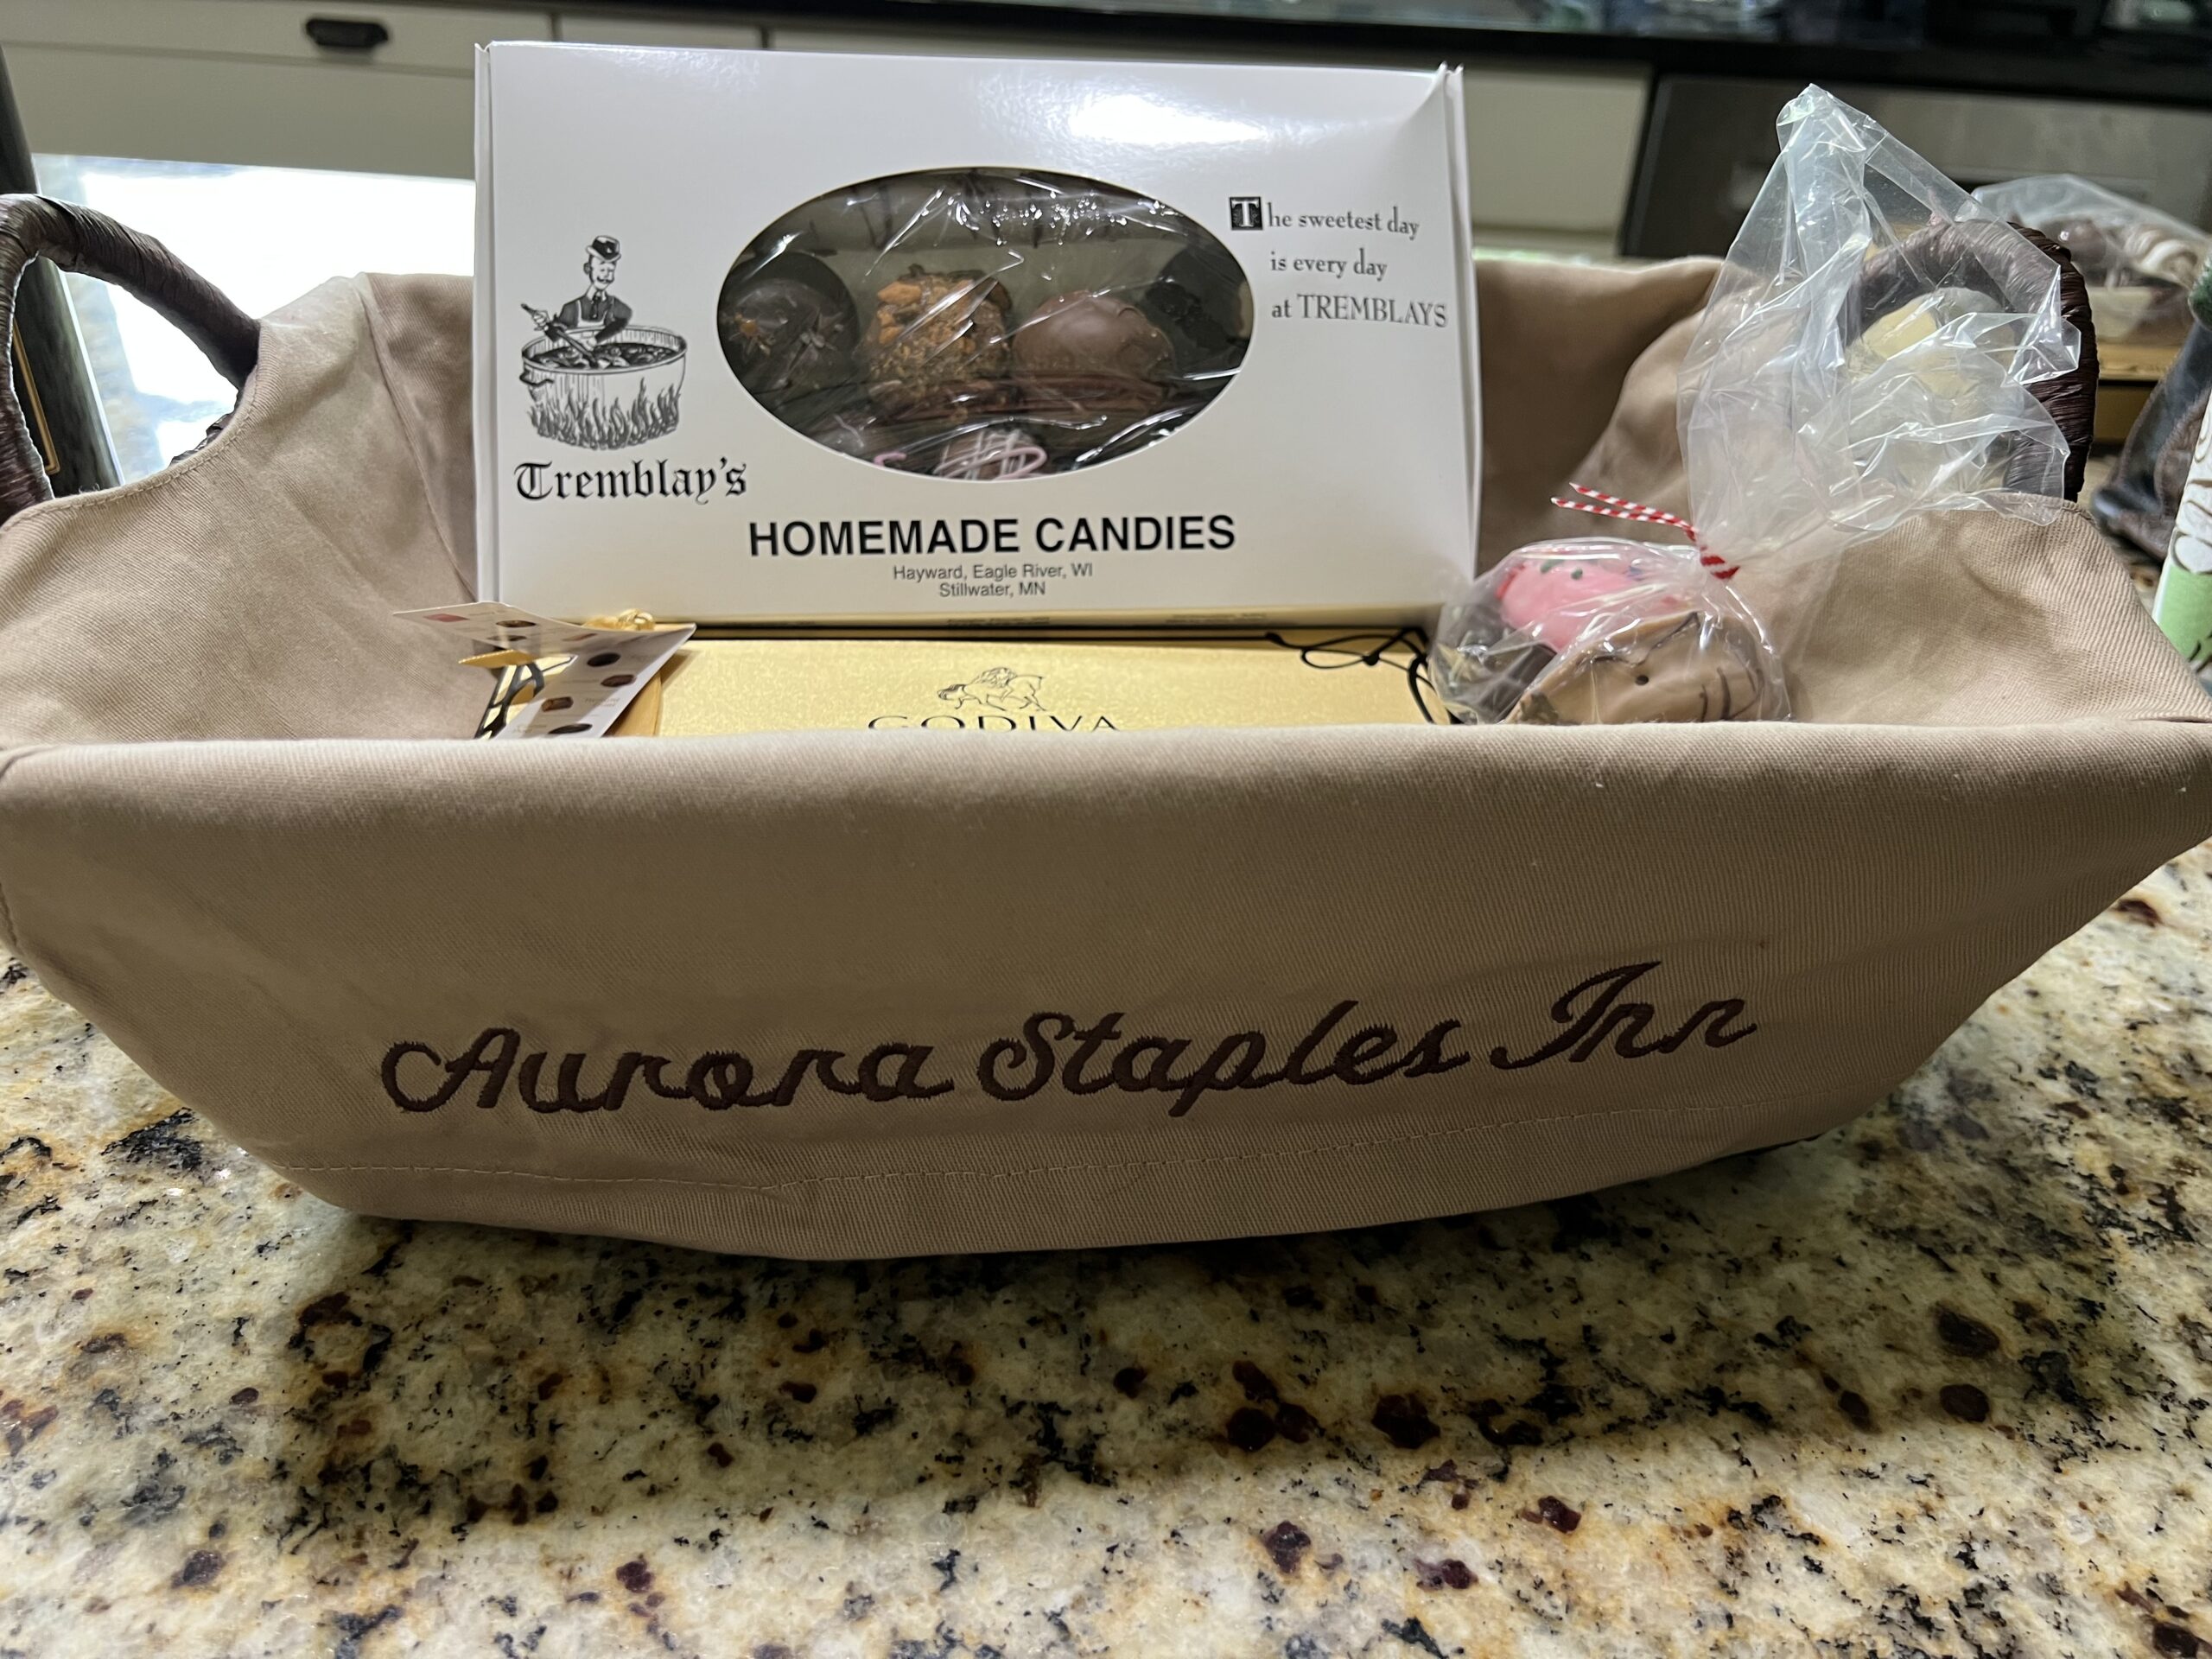 The sweetest day
is every day
at TREMBLAYS
Tremblay's
HOMEMADE CANDIES
Hayward, Eagle River, WI
Stillwater, MN
GODIVA
Aurora Staples Inn